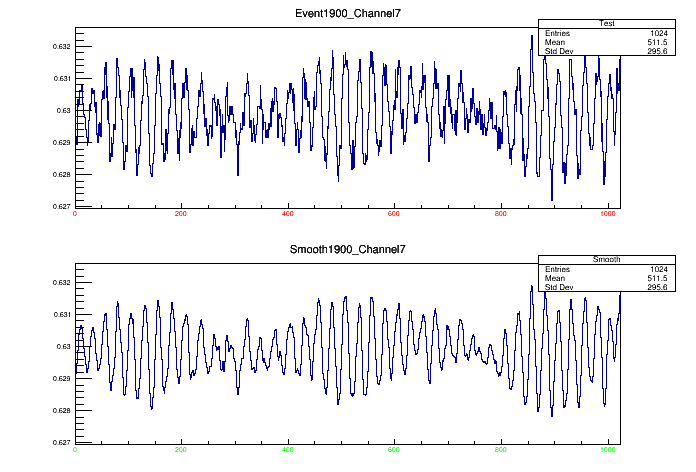 Event1900_Channel7
Test
Entries 1024
Mean 511.5
Std Dev 295.6
0.632
0.631
0.63
0.629
0.628
0.627
0 200 400 600 800 1000
Smooth1900_Channel7
Smooth
Entries 1024
Mean 511.5
Std Dev 295.6
0.632
0.631
0.63
0.629
0.628
0.627
0 200 400 600 800 1000